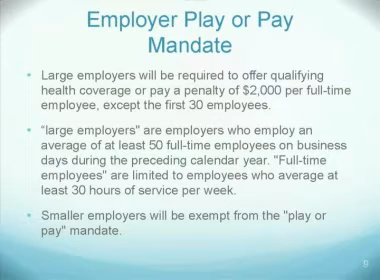 Employer Play or Pay
Mandate
• Large employers will be required to offer qualifying
health coverage or pay a penalty of $2,000 per full-time
employee, except the first 30 employees.
• “large employers" are employers who employ an
average of at least 50 full-time employees on business
days during the preceding calendar year. "Full-time
employees" are limited to employees who average at
least 30 hours of service per week.
• Smaller employers will be exempt from the "play or
pay" mandate.